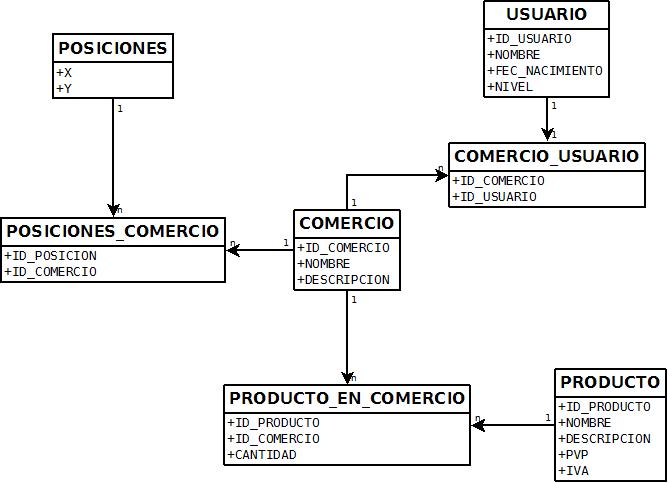 USUARIO
+ID_USUARIO
+NOMBRE
+FEC_NACIMIENTO
+NIVEL
POSICIONES
+X
+Y
1
1
1
COMERCIO_USUARIO
+ID_COMERCIO
+ID_USUARIO
n
1
n
POSICIONES_COMERCIO
+ID_POSICION
+ID_COMERCIO
n
1
COMERCIO
+ID_COMERCIO
+NOMBRE
+DESCRIPCION
1
n
PRODUCTO_EN_COMERCIO
+ID_PRODUCTO
+ID_COMERCIO
+CANTIDAD
n
1
PRODUCTO
+ID_PRODUCTO
+NOMBRE
+DESCRIPCION
+PVP
+IVA